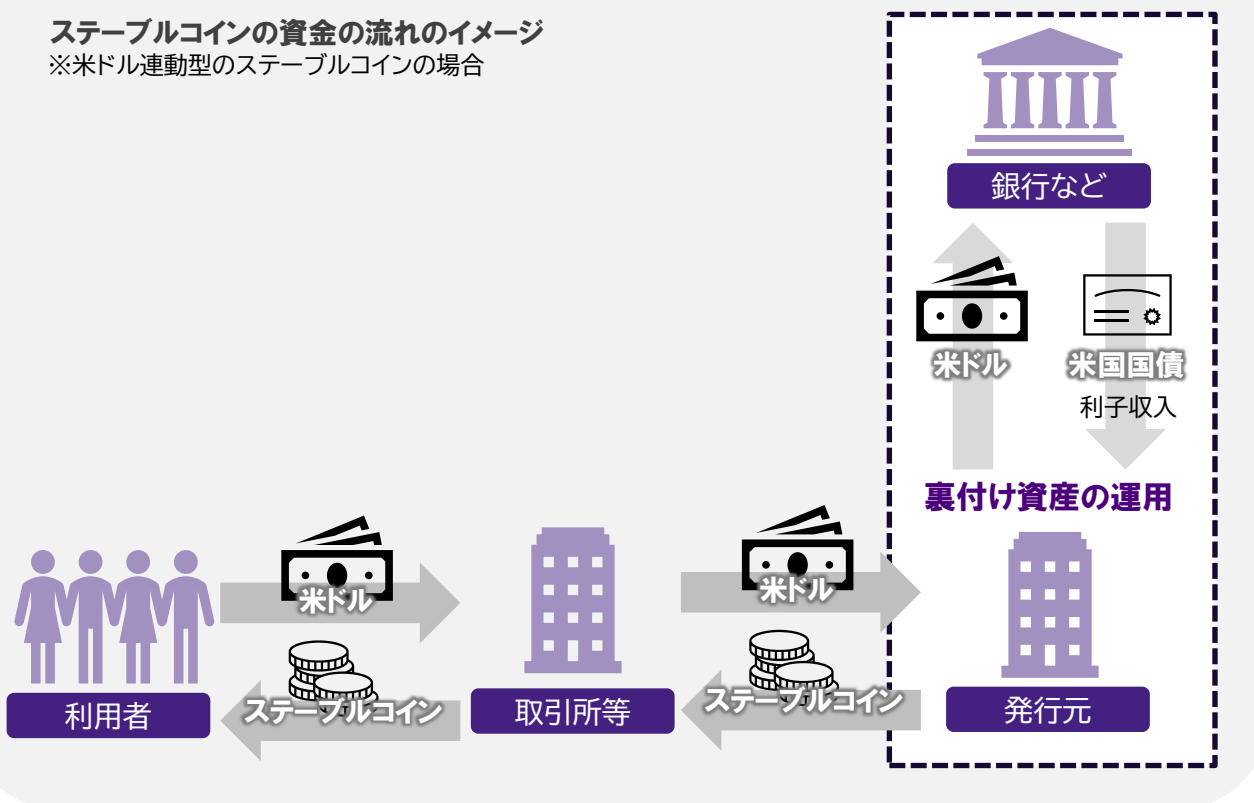 ステーブルコインの資金の流れのイメージ
※米ドル連動型のステーブルコインの場合
銀行など
米ドル
米国国債
利子収入
裏付け資産の運用
米ドル
米ドル
ステーブルコイン
ステーブルコイン
利用者
取引所等
発行元